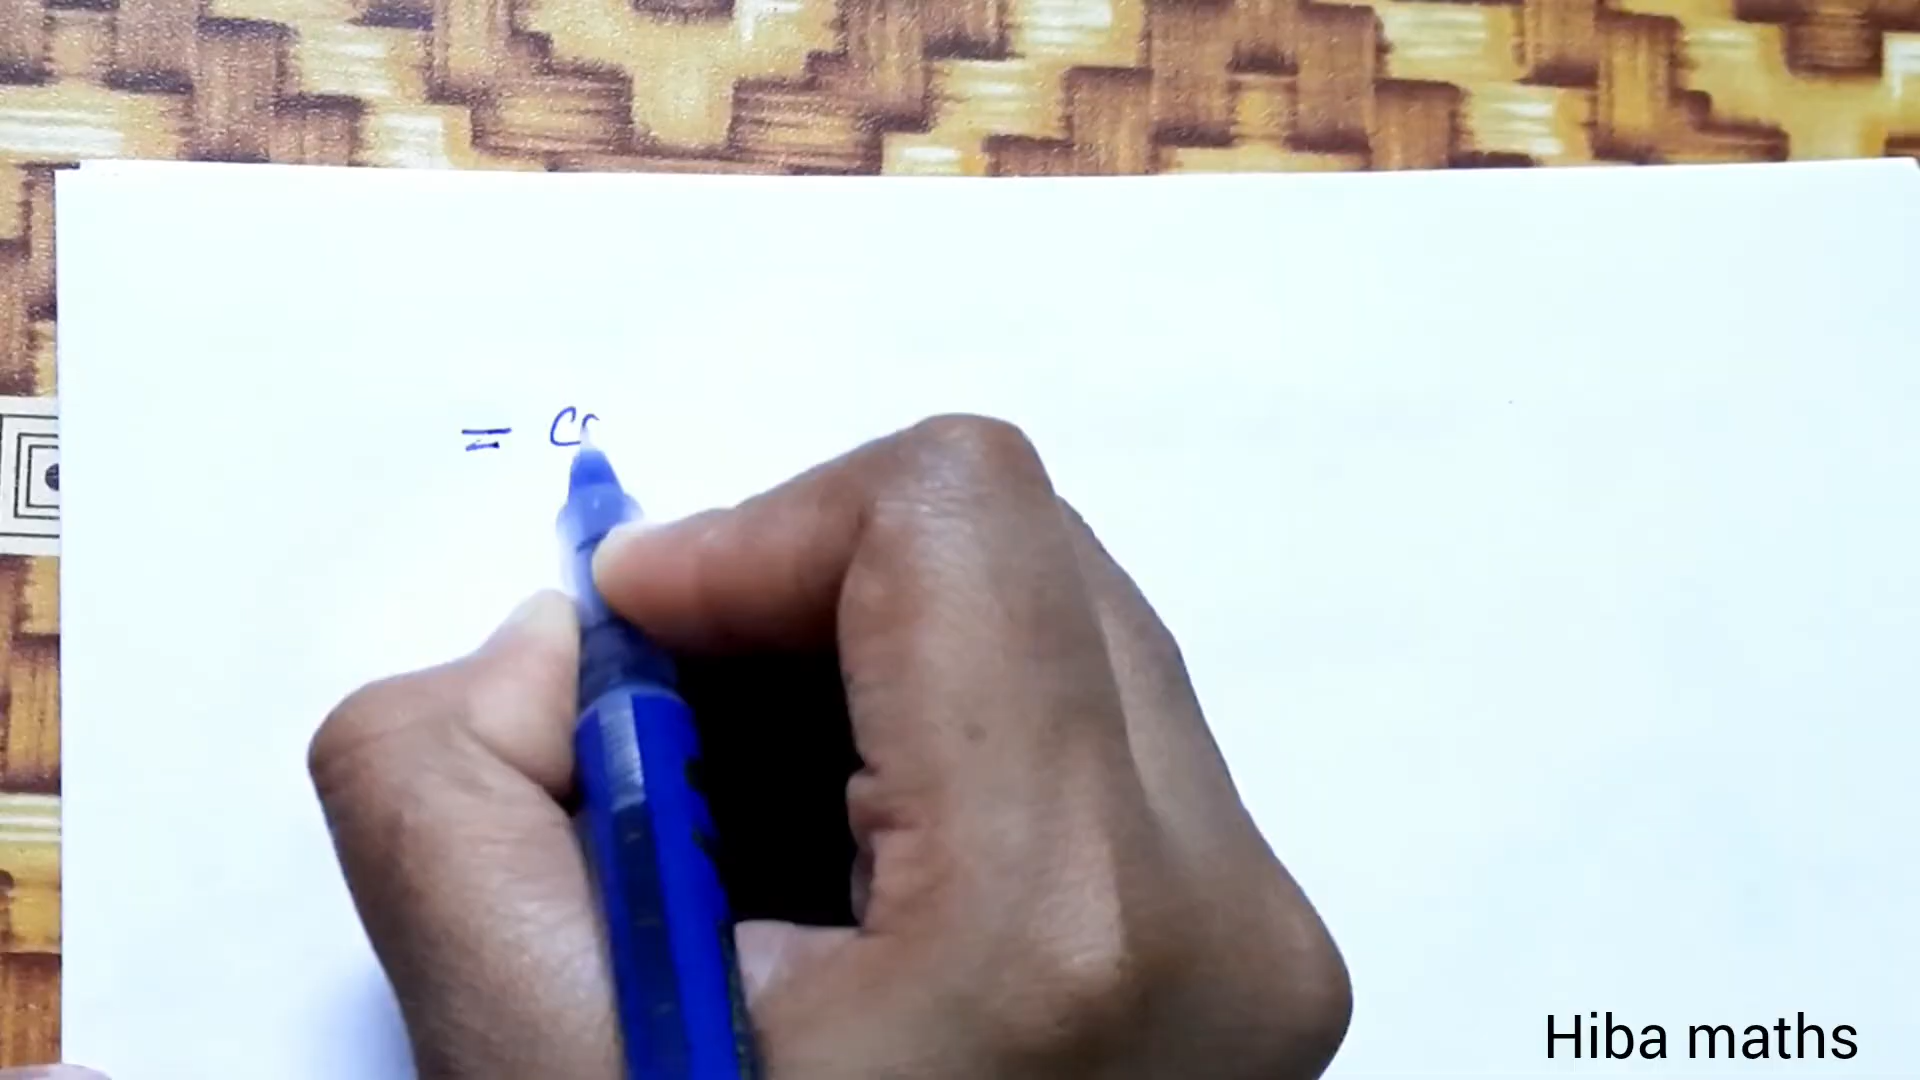 = c
Hiba maths